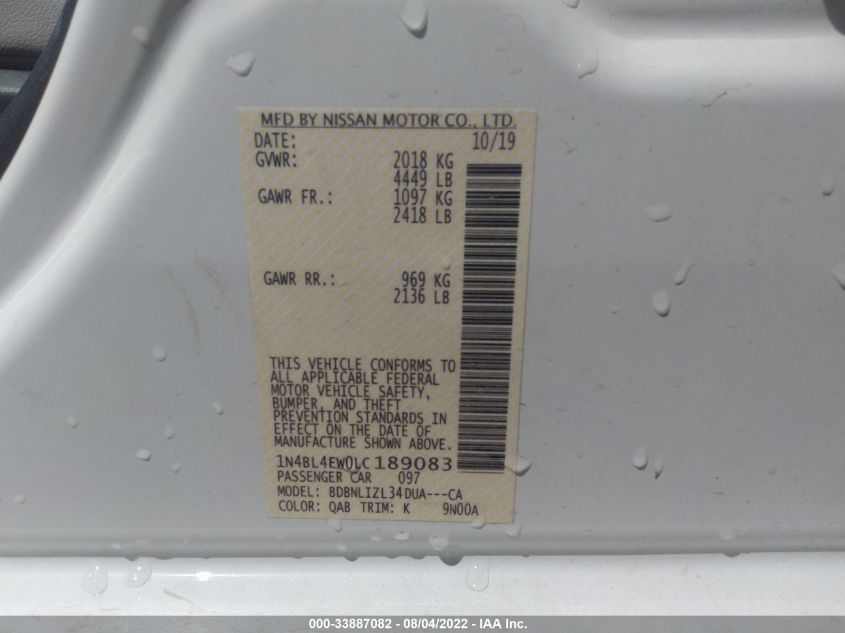 MFD BY NISSAN MOTOR CO., LTD.
DATE: 10/19
GVWR: 2018 KG
4449 LB
GAWR FR.: 1097 KG
2418 LB
GAWR RR.: 969 KG
2136 LB
THIS VEHICLE CONFORMS TO
ALL APPLICABLE FEDERAL
MOTOR VEHICLE SAFETY,
BUMPER, AND THEFT
PREVENTION STANDARDS IN
EFFECT ON THE DATE OF
MANUFACTURE SHOWN ABOVE.
1N4BL4EW0LC189083
PASSENGER CAR 097
MODEL: BDBNLIZL34DUA---CA
COLOR: QAB TRIM: K 9N00A
000-33887082 - 08/04/2022 - IAA Inc.